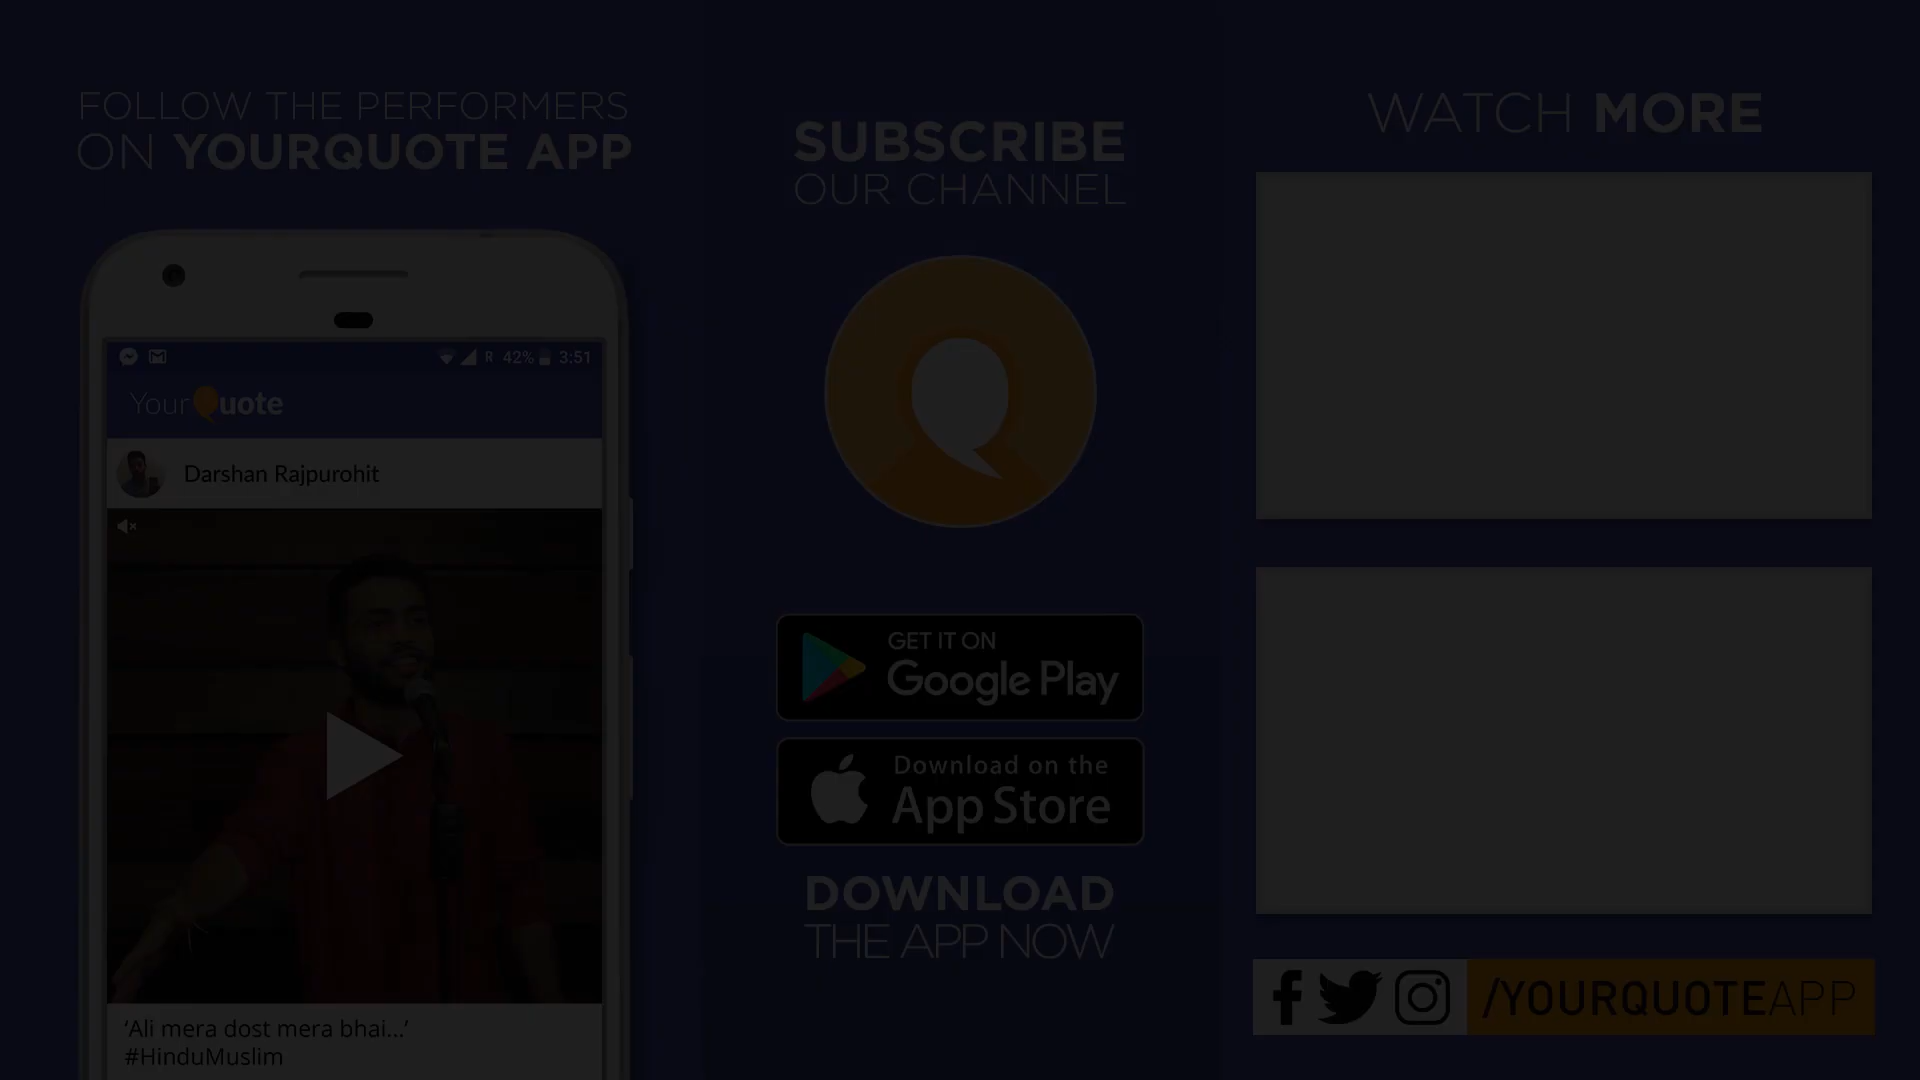 FOLLOW THE PERFORMERS
ON YOURQUOTE APP
R 42% 3:51
YourQuote
Darshan Rajpurohit
‘Ali mera dost mera bhai...’
#HinduMuslim
SUBSCRIBE
OUR CHANNEL
GET IT ON
Google Play
Download on the
App Store
DOWNLOAD
THE APP NOW
WATCH MORE
/YOURQUOTEAPP